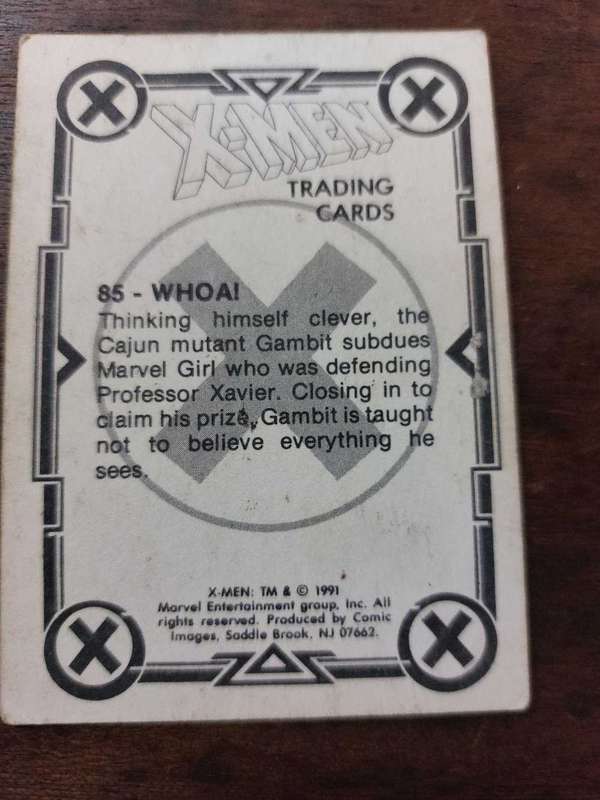 X-MEN
TRADING
CARDS
85 - WHOA!
Thinking himself clever, the
Cajun mutant Gambit subdues
Marvel Girl who was defending
Professor Xavier. Closing in to
claim his prize, Gambit is taught
not to believe everything he
sees.
X-MEN: TM & © 1991
Marvel Entertainment group, Inc. All
rights reserved. Produced by Comic
Images, Saddle Brook, NJ 07662.